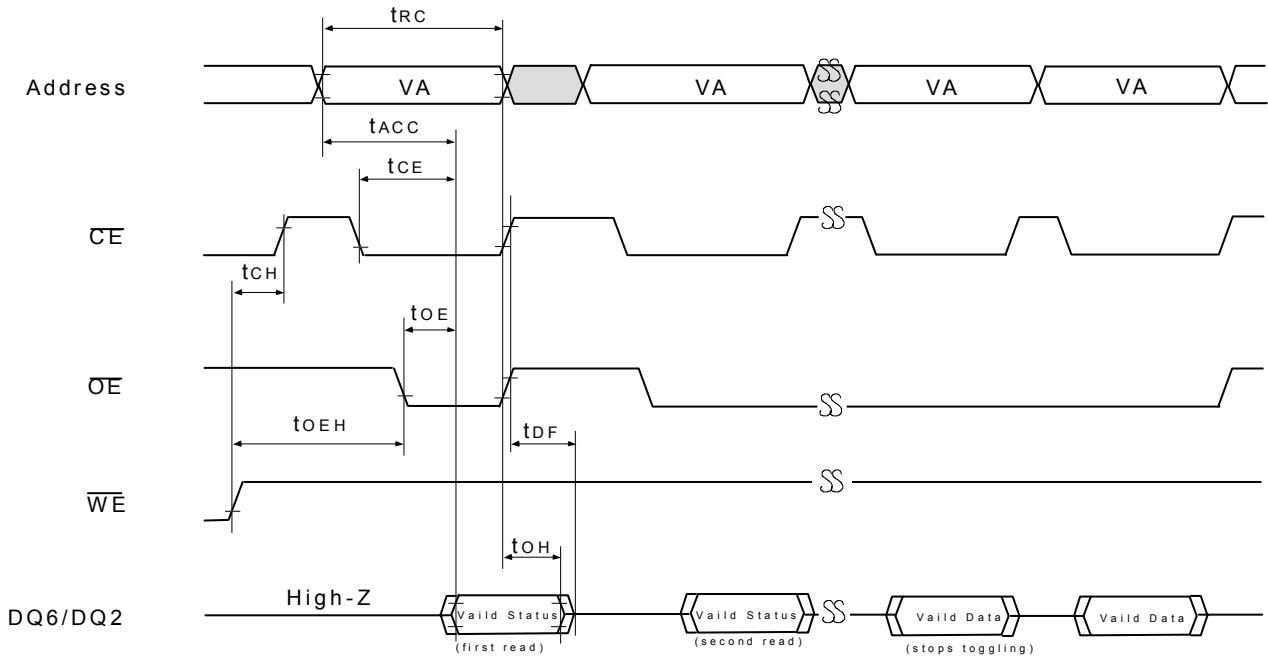 tRC
Address VA VA VA VA
tACC
tCE
CE
tCH
tOE
OE
tOEH tDF
WE
tOH
High-Z
DQ6/DQ2 Vaild Status Vaild Status Vaild Data Vaild Data
(first read) (second read) (stops toggling)